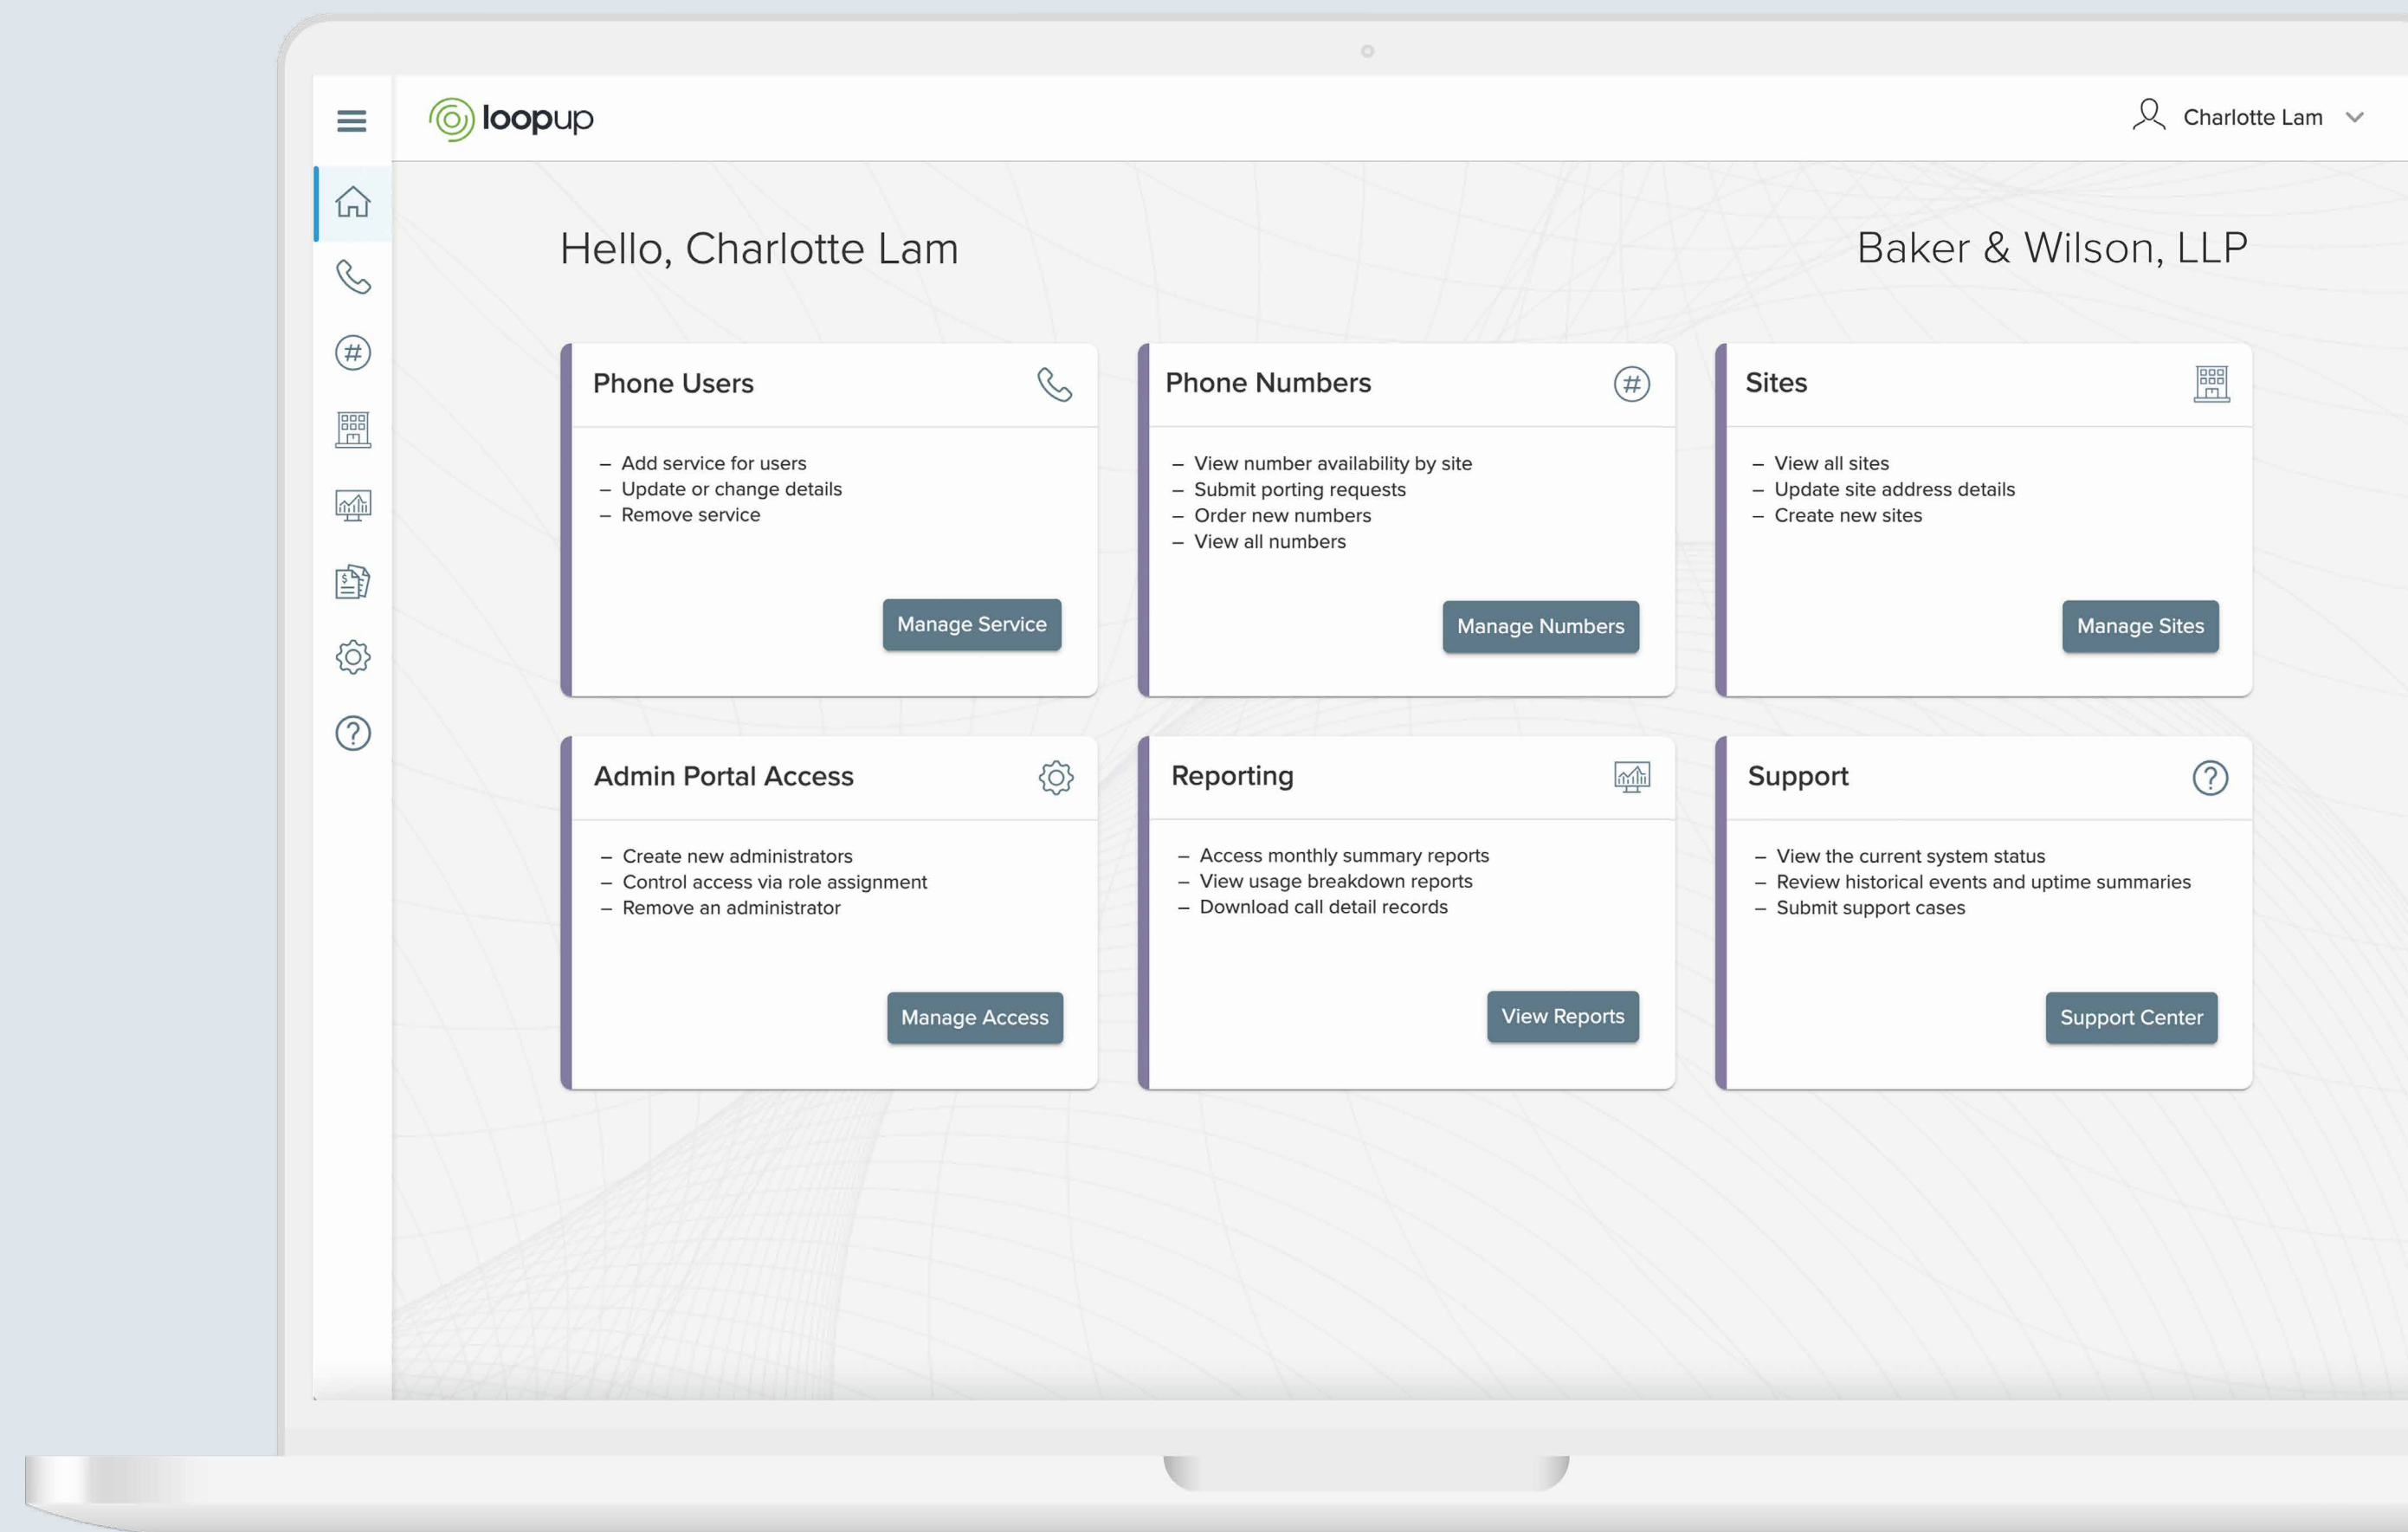 loopup
Charlotte Lam
Hello, Charlotte Lam
Baker & Wilson, LLP
Phone Users
– Add service for users
– Update or change details
– Remove service
Manage Service
Phone Numbers
– View number availability by site
– Submit porting requests
– Order new numbers
– View all numbers
Manage Numbers
Sites
– View all sites
– Update site address details
– Create new sites
Manage Sites
Admin Portal Access
– Create new administrators
– Control access via role assignment
– Remove an administrator
Manage Access
Reporting
– Access monthly summary reports
– View usage breakdown reports
– Download call detail records
View Reports
Support
– View the current system status
– Review historical events and uptime summaries
– Submit support cases
Support Center